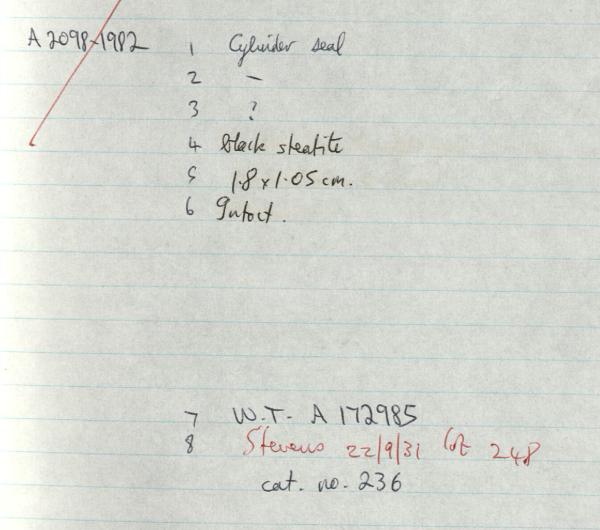 A 2098-1982 1 Cylinder seal
2 –
3 ?
4 black steatite
5 1.8 x 1.05 cm.
6 Intact.
7 W.T. A 172985
8 Stevens 22/9/31 lot 248
cat. no. 236